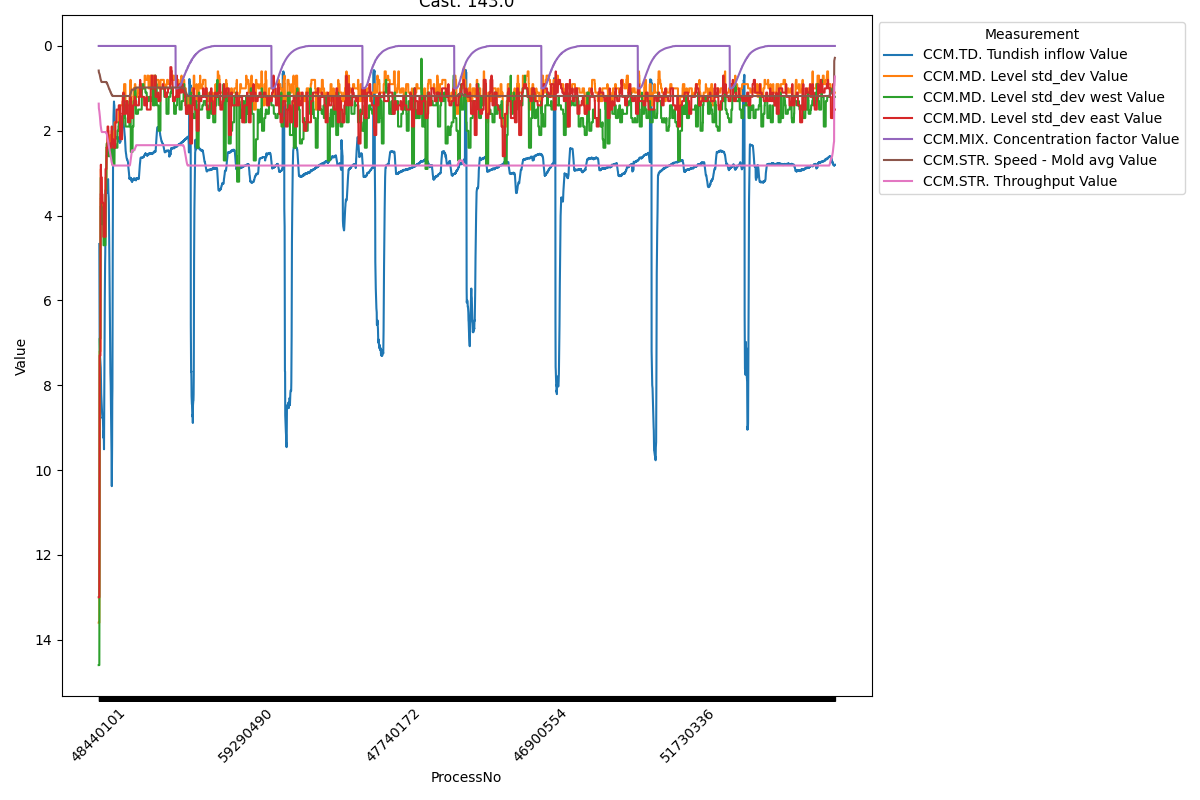 Cast: 143.0
0
2
4
6
8
10
12
14
Value
48440101
59290490
47740172
46900554
51730336
ProcessNo
Measurement
CCM.TD. Tundish inflow Value
CCM.MD. Level std_dev Value
CCM.MD. Level std_dev west Value
CCM.MD. Level std_dev east Value
CCM.MIX. Concentration factor Value
CCM.STR. Speed - Mold avg Value
CCM.STR. Throughput Value